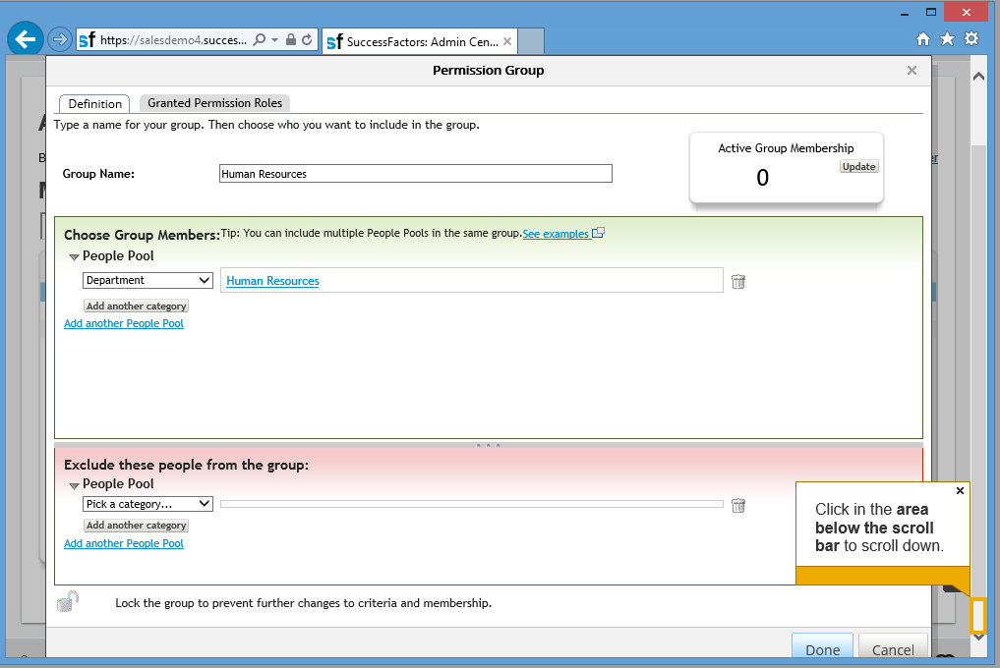 sf https://salesdemo4.succes...
sf SuccessFactors: Admin Cen...
Permission Group
Definition
Granted Permission Roles
Type a name for your group. Then choose who you want to include in the group.
Active Group Membership
Update
0
Group Name:
Human Resources
Choose Group Members: Tip: You can include multiple People Pools in the same group. See examples
People Pool
Department
Human Resources
Add another category
Add another People Pool
Exclude these people from the group:
People Pool
Pick a category...
Add another category
Add another People Pool
Click in the area
below the scroll
bar to scroll down.
Lock the group to prevent further changes to criteria and membership.
Done
Cancel